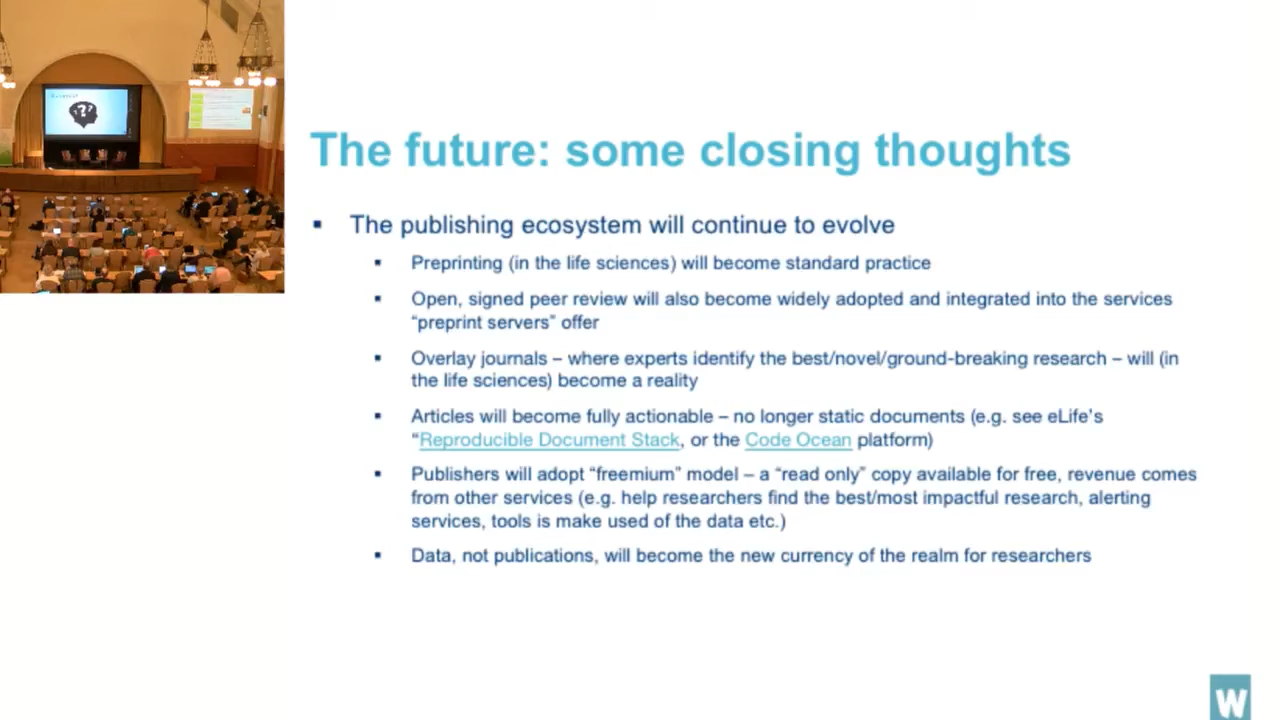 The future: some closing thoughts
▪ The publishing ecosystem will continue to evolve
▪ Preprinting (in the life sciences) will become standard practice
▪ Open, signed peer review will also become widely adopted and integrated into the services
“preprint servers” offer
▪ Overlay journals – where experts identify the best/novel/ground-breaking research – will (in
the life sciences) become a reality
▪ Articles will become fully actionable – no longer static documents (e.g. see eLife’s
“Reproducible Document Stack, or the Code Ocean platform)
▪ Publishers will adopt “freemium” model – a “read only” copy available for free, revenue comes
from other services (e.g. help researchers find the best/most impactful research, alerting
services, tools is make used of the data etc.)
▪ Data, not publications, will become the new currency of the realm for researchers
W